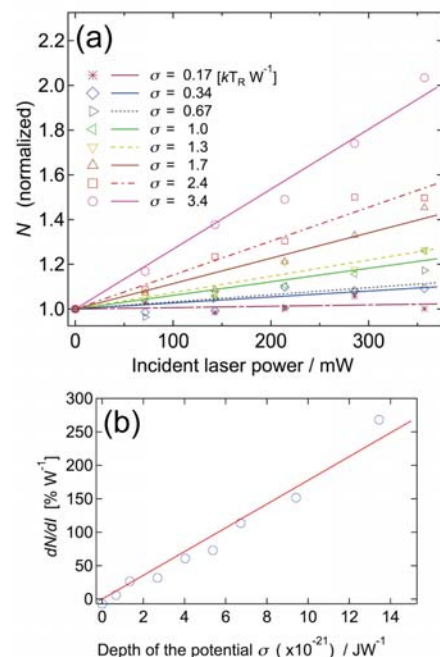 (a)
2.0
1.8
1.6
1.4
1.2
1.0
N (normalized)
σ = 0.17 [kT_R W⁻¹]
σ = 0.34
σ = 0.67
σ = 1.0
σ = 1.3
σ = 1.7
σ = 2.4
σ = 3.4
0 100 200 300 400
Incident laser power / mW
(b)
300
250
200
150
100
50
0
dN/dI [% W⁻¹]
0 2 4 6 8 10 12 14
Depth of the potential σ ( x10⁻²¹) / JW⁻¹